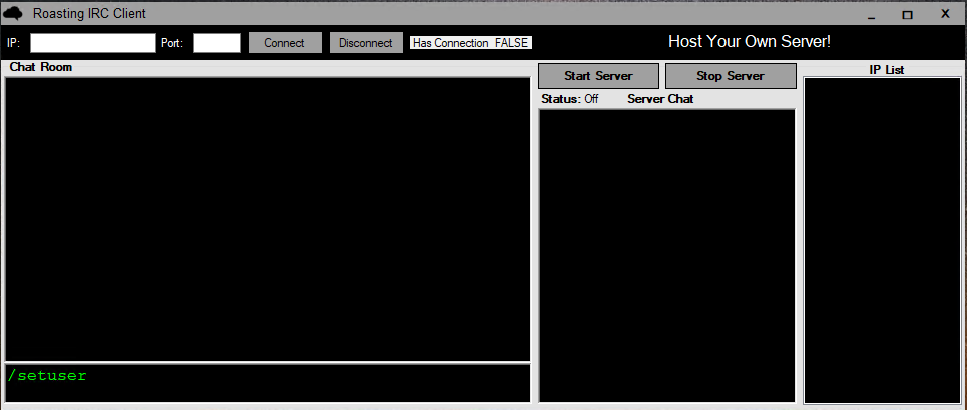 Roasting IRC Client
IP: Port: Connect Disconnect Has Connection FALSE Host Your Own Server!
Chat Room
Start Server Stop Server IP List
Status: Off Server Chat
/setuser